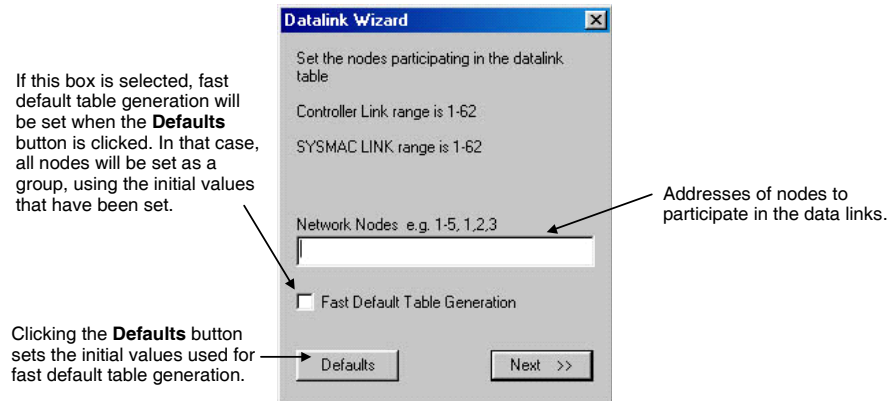 Datalink Wizard
Set the nodes participating in the datalink
table
Controller Link range is 1-62
SYSMAC LINK range is 1-62
If this box is selected, fast
default table generation will
be set when the Defaults
button is clicked. In that case,
all nodes will be set as a
group, using the initial values
that have been set.
Addresses of nodes to
participate in the data links.
Network Nodes e.g. 1-5, 1,2,3
Fast Default Table Generation
Clicking the Defaults button
sets the initial values used for
fast default table generation.
Defaults
Next >>